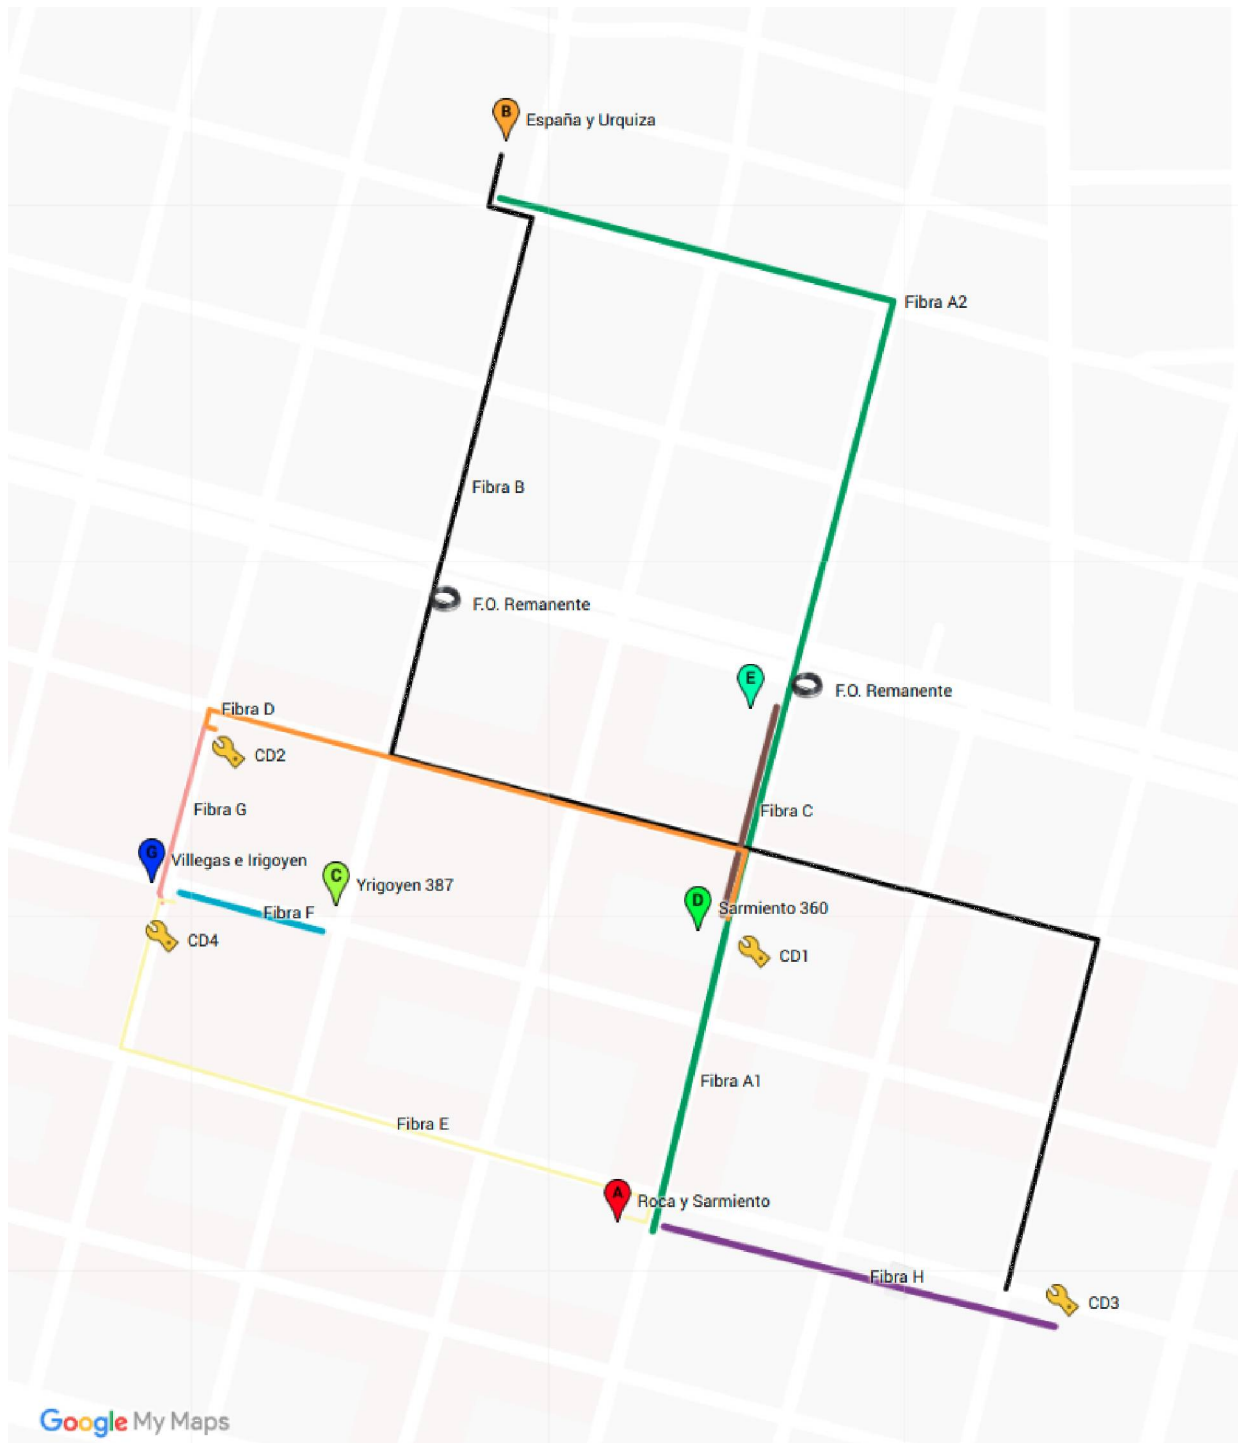 B
España y Urquiza
Fibra A2
Fibra B
F.O. Remanente
E
F.O. Remanente
Fibra D
CD2
Fibra G
Fibra C
G
Villegas e Irigoyen
C
Yrigoyen 387
D
Sarmiento 360
Fibra F
CD4
CD1
Fibra A1
Fibra E
A
Roca y Sarmiento
Fibra H
CD3
Google My Maps